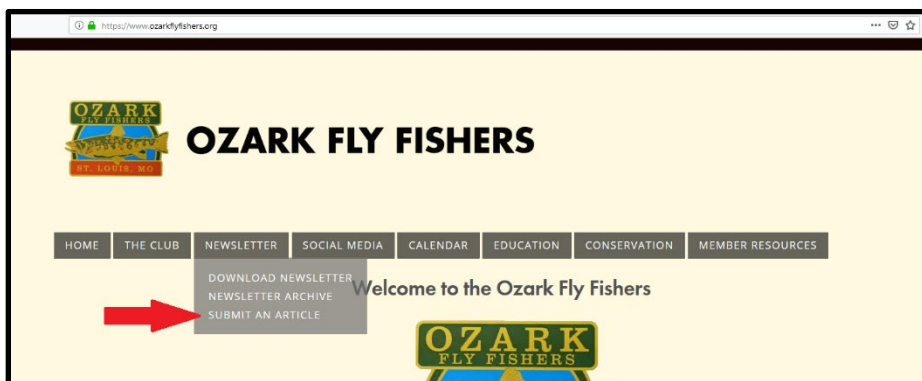 https://www.ozarkflyfishers.org
OZARK
FLY FISHERS
ST. LOUIS, MO
OZARK FLY FISHERS
HOME THE CLUB NEWSLETTER SOCIAL MEDIA CALENDAR EDUCATION CONSERVATION MEMBER RESOURCES
DOWNLOAD NEWSLETTER
NEWSLETTER ARCHIVE
SUBMIT AN ARTICLE
Welcome to the Ozark Fly Fishers
OZARK
FLY FISHERS